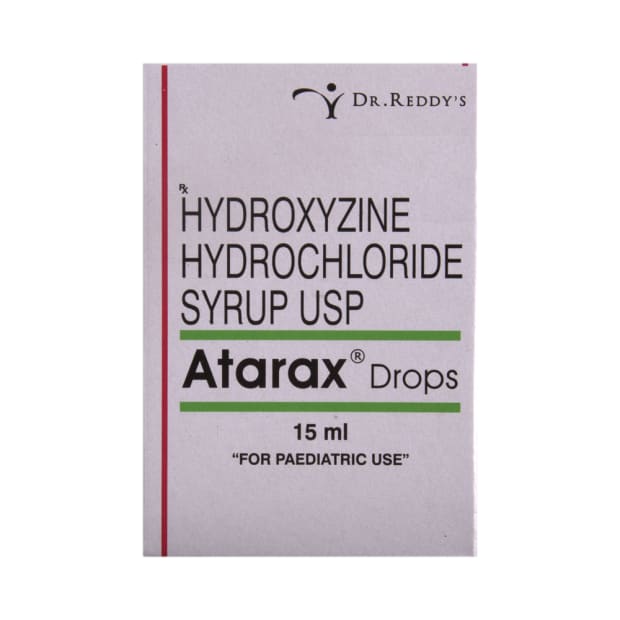 DR.REDDY'S
℞
HYDROXYZINE
HYDROCHLORIDE
SYRUP USP
Atarax® Drops
15 ml
"FOR PAEDIATRIC USE"